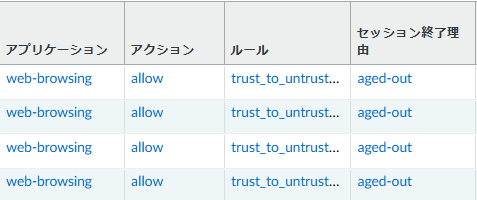 アプリケーション アクション ルール セッション終了理由
web-browsing allow trust_to_untrust... aged-out
web-browsing allow trust_to_untrust... aged-out
web-browsing allow trust_to_untrust... aged-out
web-browsing allow trust_to_untrust... aged-out